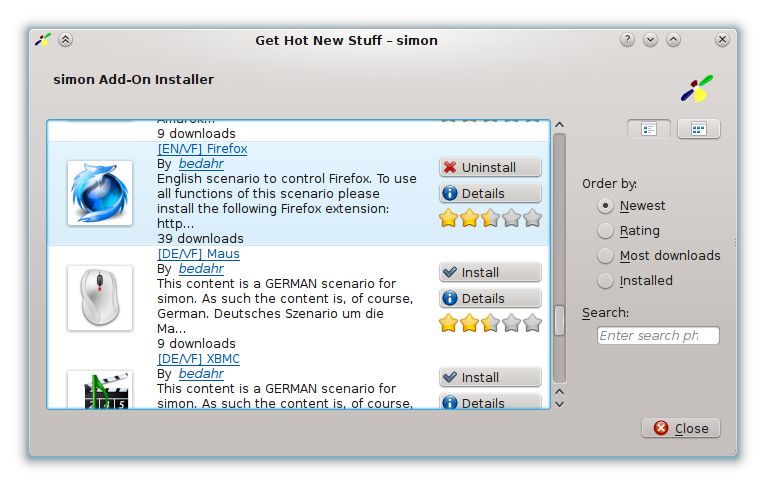 Get Hot New Stuff – simon
simon Add-On Installer
Amarok...
9 downloads
[EN/VF] Firefox
By bedahr
English scenario to control Firefox. To use
all functions of this scenario please
install the following Firefox extension:
http...
39 downloads
Uninstall
Details
[DE/VF] Maus
By bedahr
This content is a GERMAN scenario for
simon. As such the content is, of course,
German. Deutsches Szenario um die
Ma...
9 downloads
Install
Details
[DE/VF] XBMC
By bedahr
This content is a GERMAN scenario for
simon. As such the content is, of course,
Install
Details
Order by:
Newest
Rating
Most downloads
Installed
Search:
Enter search ph
Close